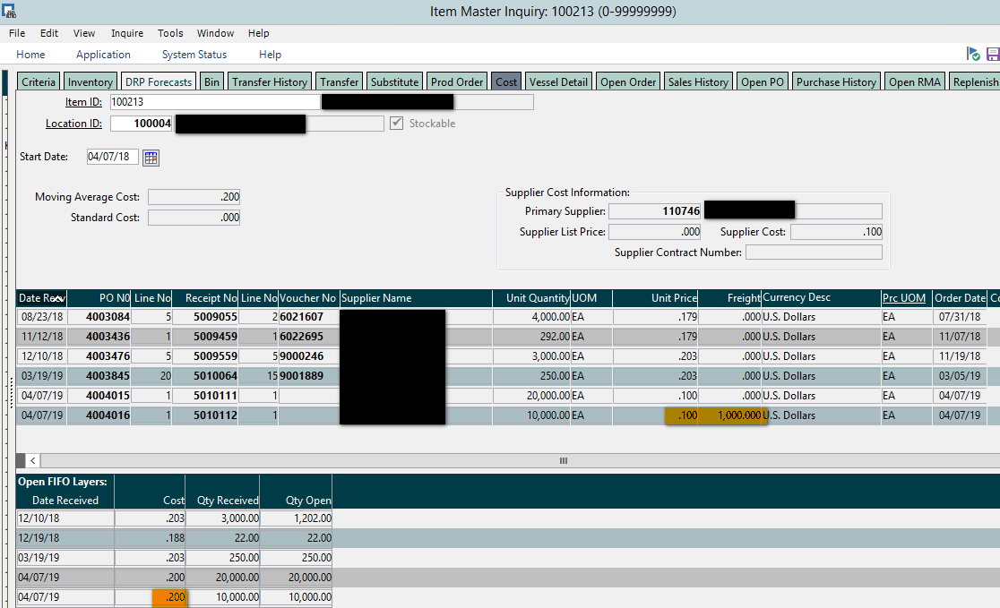 Item Master Inquiry: 100213 (0-99999999)
File Edit View Inquire Tools Window Help
Home Application System Status Help
Criteria Inventory DRP Forecasts Bin Transfer History Transfer Substitute Prod Order Cost Vessel Detail Open Order Sales History Open PO Purchase History Open RMA Replenish
Item ID: 100213
Location ID: 100004 Stockable
Start Date: 04/07/18
Moving Average Cost: .200
Standard Cost: .000
Supplier Cost Information:
Primary Supplier: 110746
Supplier List Price: .000 Supplier Cost: .100
Supplier Contract Number:
Date Recv PO N0 Line No Receipt No Line No Voucher No Supplier Name Unit Quantity UOM Unit Price Freight Currency Desc Prc UOM Order Date Co
08/23/18 4003084 5 5009055 2 6021607 4,000.00 EA .179 .000 U.S. Dollars EA 07/31/18
11/12/18 4003436 1 5009459 1 6022695 292.00 EA .179 .000 U.S. Dollars EA 11/07/18
12/10/18 4003476 5 5009559 5 9000246 3,000.00 EA .203 .000 U.S. Dollars EA 11/19/18
03/19/19 4003845 20 5010064 15 9001889 250.00 EA .203 .000 U.S. Dollars EA 03/05/19
04/07/19 4004015 1 5010111 1 20,000.00 EA .100 .000 U.S. Dollars EA 04/07/19
04/07/19 4004016 1 5010112 1 10,000.00 EA .100 1,000.000 U.S. Dollars EA 04/07/19
Open FIFO Layers:
Date Received Cost Qty Received Qty Open
12/10/18 .203 3,000.00 1,202.00
12/19/18 .188 22.00 22.00
03/19/19 .203 250.00 250.00
04/07/19 .200 20,000.00 20,000.00
04/07/19 .200 10,000.00 10,000.00